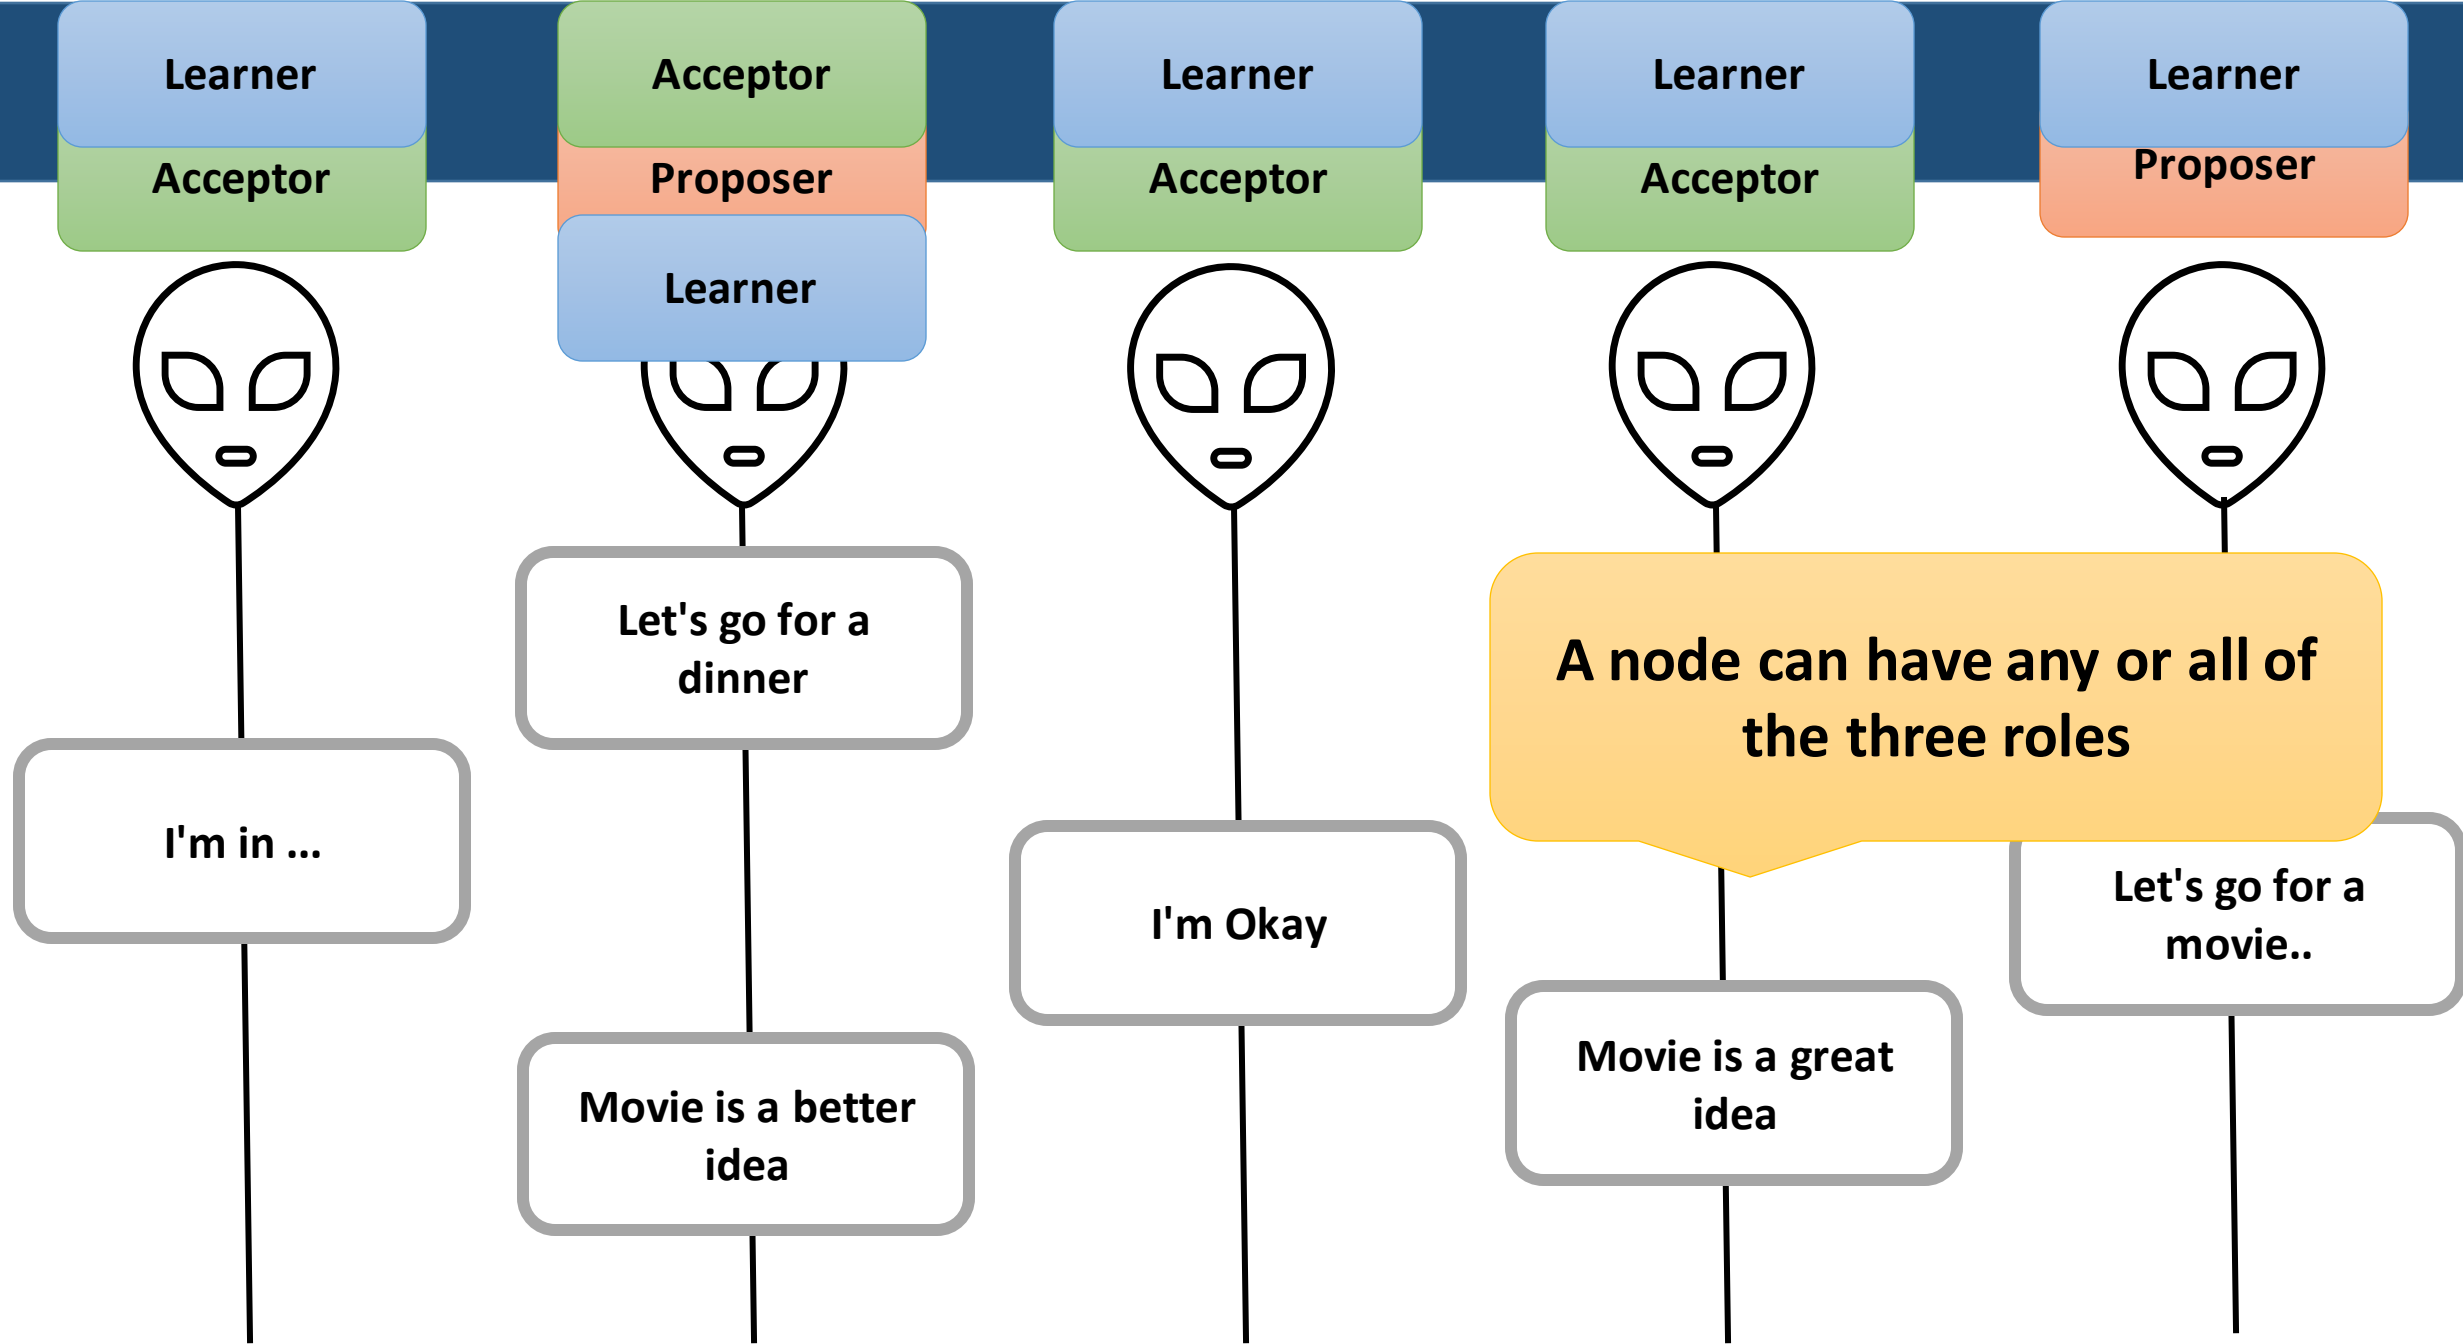 Learner
Acceptor
Acceptor
Proposer
Learner
Learner
Acceptor
Learner
Acceptor
Learner
Proposer
Let's go for a
dinner
A node can have any or all of
the three roles
I'm in ...
I'm Okay
Let's go for a
movie..
Movie is a better
idea
Movie is a great
idea